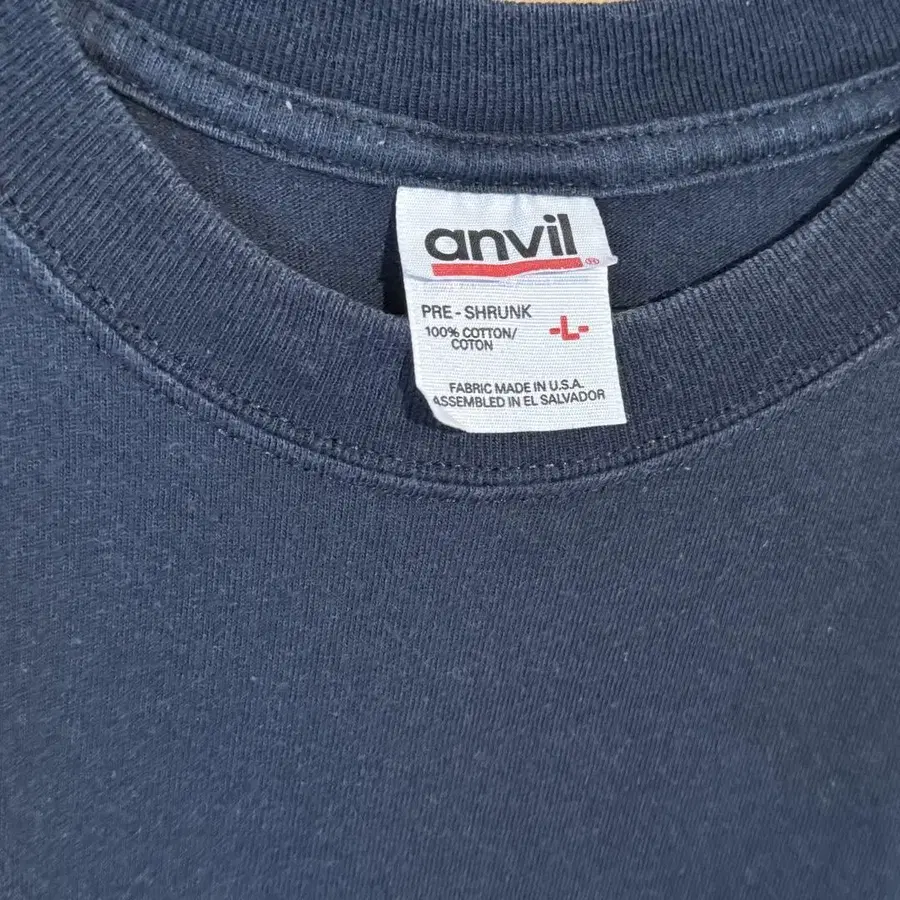 anvil®
PRE-SHRUNK
100% COTTON/
COTON
-L-
FABRIC MADE IN U.S.A.
ASSEMBLED IN EL SALVADOR